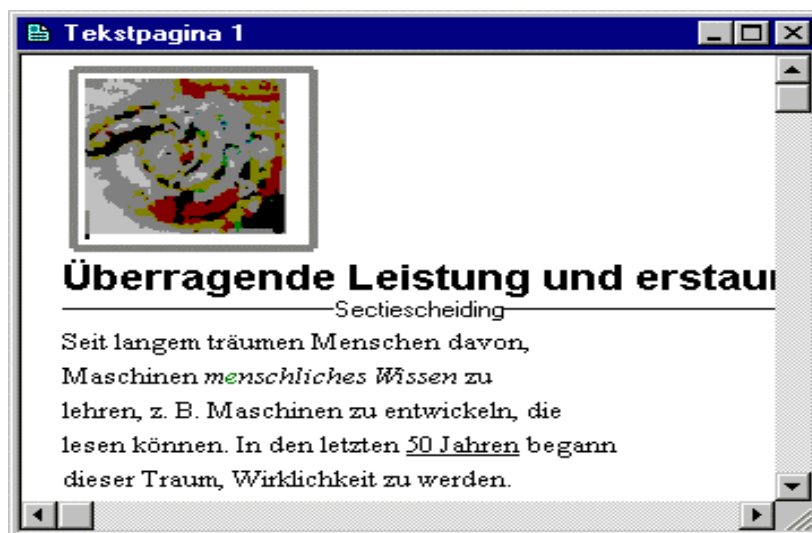 Tekstpagina 1
Überragende Leistung und erstau
Sectiescheiding
Seit langem träumen Menschen davon,
Maschinen menschliches Wissen zu
lehren, z. B. Maschinen zu entwickeln, die
lesen können. In den letzten 50 Jahren begann
dieser Traum, Wirklichkeit zu werden.